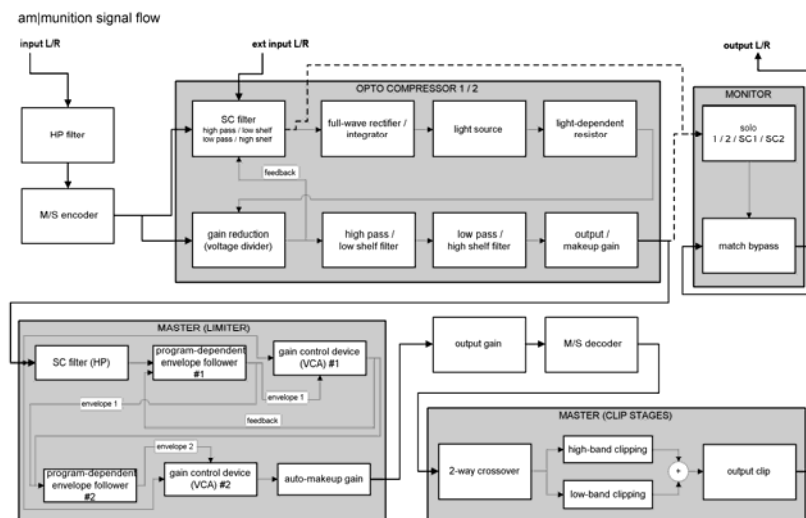 am|munition signal flow
input L/R
ext input L/R
output L/R
OPTO COMPRESSOR 1 / 2
MONITOR
HP filter
SC filter
high pass / low shelf
low pass / high shelf
full-wave rectifier /
integrator
light source
light-dependent
resistor
solo
1 / 2 / SC1 / SC2
feedback
M/S encoder
gain reduction
(voltage divider)
high pass /
low shelf filter
low pass /
high shelf filter
output /
makeup gain
match bypass
MASTER (LIMITER)
SC filter (HP)
program-dependent
envelope follower
#1
gain control device
(VCA) #1
output gain
M/S decoder
envelope 1
envelope 1
feedback
MASTER (CLIP STAGES)
envelope 2
program-dependent
envelope follower
#2
gain control device
(VCA) #2
auto-makeup gain
2-way crossover
high-band clipping
low-band clipping
+
output clip